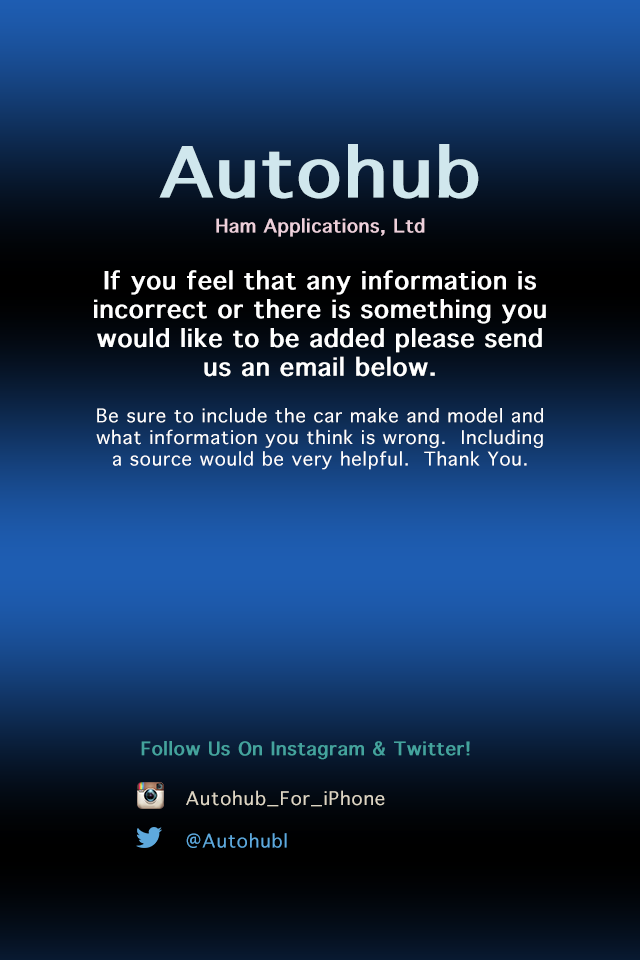 Autohub
Ham Applications, Ltd
If you feel that any information is
incorrect or there is something you
would like to be added please send
us an email below.
Be sure to include the car make and model and
what information you think is wrong.  Including
a source would be very helpful.  Thank You.
Follow Us On Instagram & Twitter!
Autohub_For_iPhone
@AutohubI